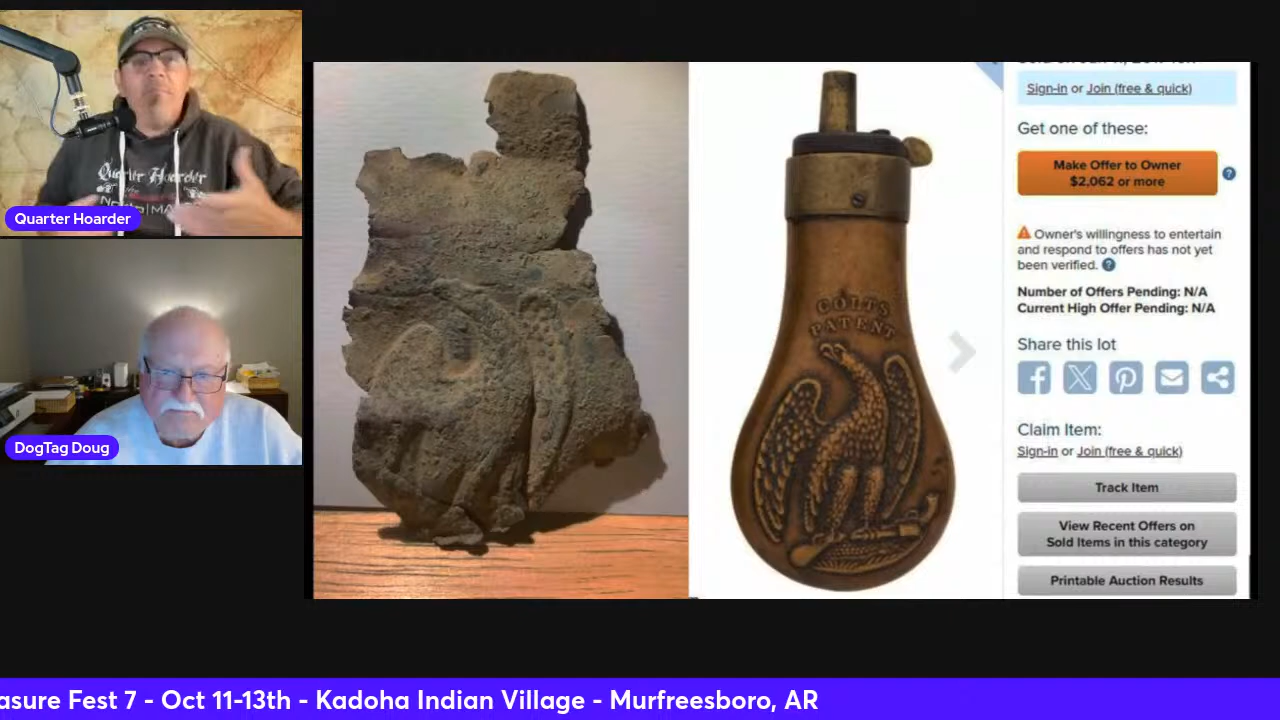 Quarter Hoarder
Quarter Hoarder
DogTag Doug
COLTS
PATENT
Sign-in or Join (free & quick)
Get one of these:
Make Offer to Owner
$2,062 or more
?
Owner's willingness to entertain
and respond to offers has not yet
been verified. ?
Number of Offers Pending: N/A
Current High Offer Pending: N/A
Share this lot
Claim Item:
Sign-in or Join (free & quick)
Track Item
View Recent Offers on
Sold Items in this category
Printable Auction Results
asure Fest 7 - Oct 11-13th - Kadoha Indian Village - Murfreesboro, AR